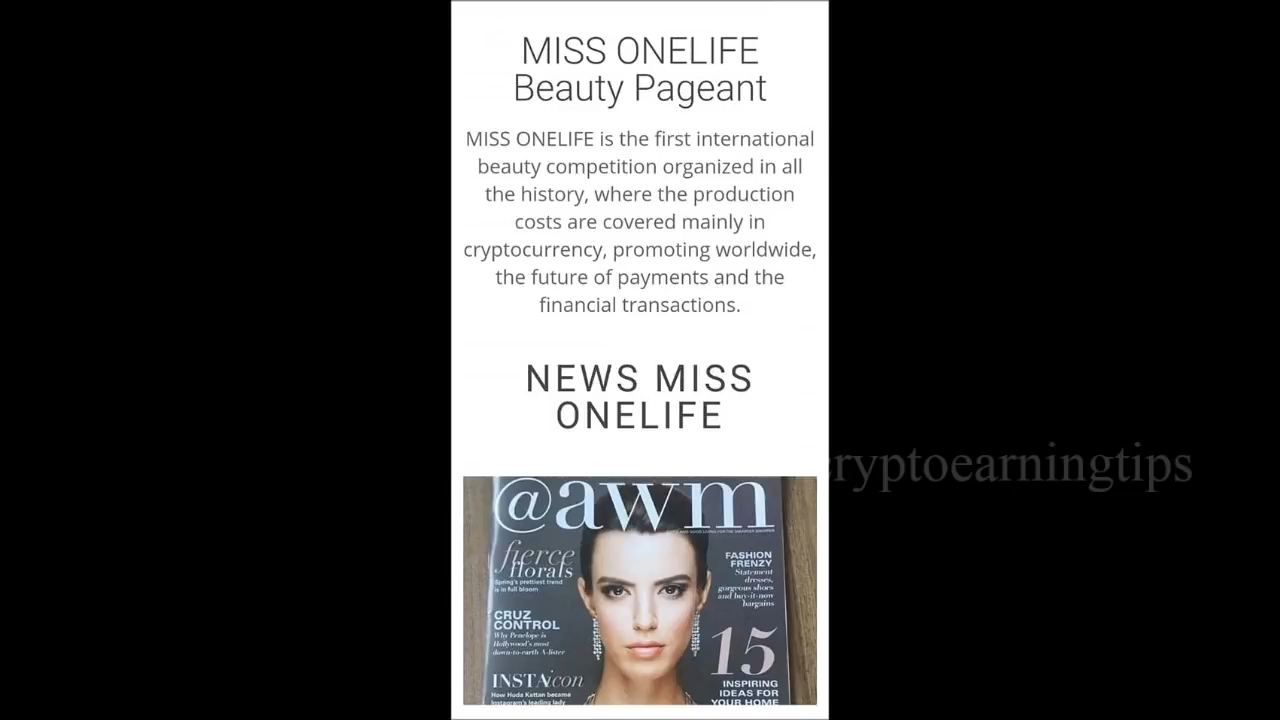 MISS ONELIFE
Beauty Pageant
MISS ONELIFE is the first international
beauty competition organized in all
the history, where the production
costs are covered mainly in
cryptocurrency, promoting worldwide,
the future of payments and the
financial transactions.
NEWS MISS
ONELIFE
cryptoearningtips
@awm
fierce
florals
Spring's prettiest trend
is in full bloom
CRUZ
CONTROL
Why Penelope is
Hollywood's most
down-to-earth A-lister
INSTAicon
How Huda Kattan became
Instagram's leading lady
FASHION
FRENZY
Statement
dresses,
gorgeous shoes
and buy-it-now
bargains
15
INSPIRING
IDEAS FOR
YOUR HOME